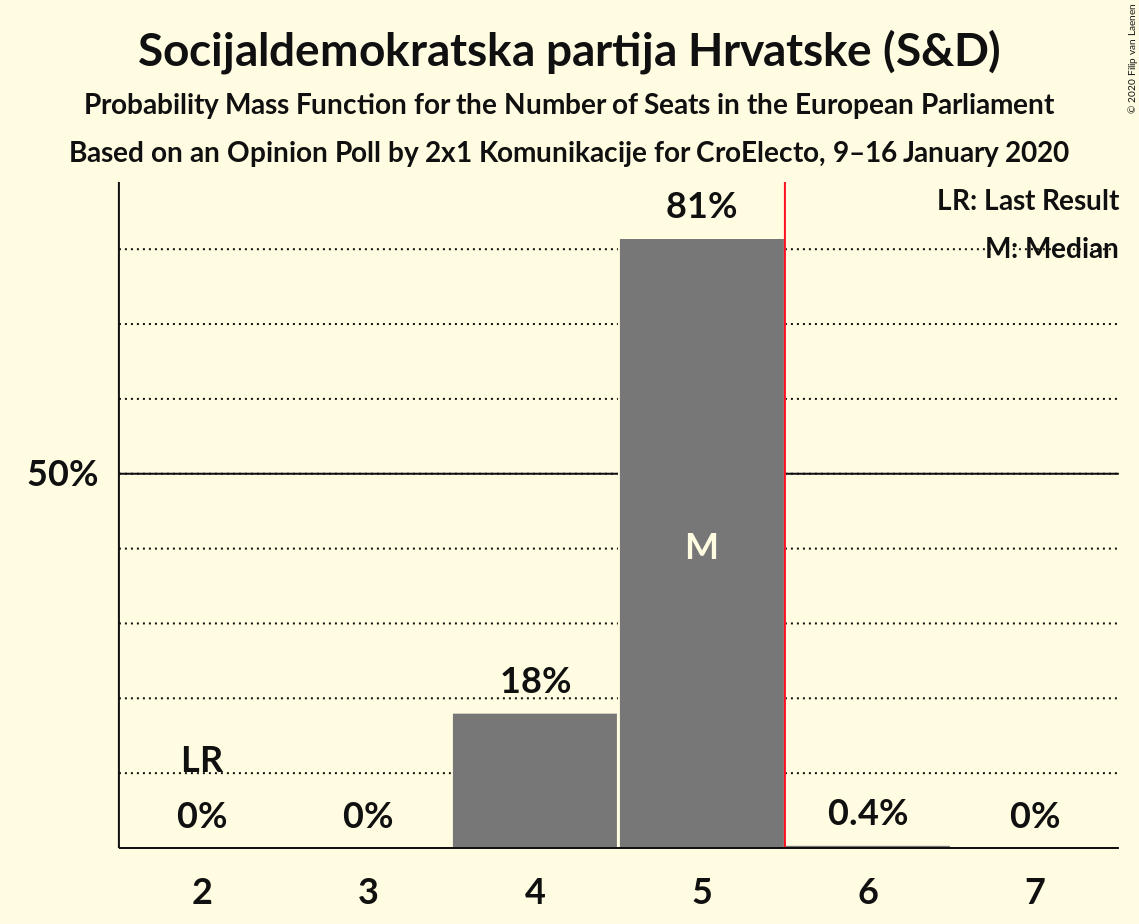 Socijaldemokratska partija Hrvatske (S&D)
Probability Mass Function for the Number of Seats in the European Parliament
Based on an Opinion Poll by 2x1 Komunikacije for CroElecto, 9–16 January 2020
© 2020 Filip van Laenen
LR: Last Result
M: Median
81%
50%
M
18%
LR
0%
0%
0.4%
0%
2
3
4
5
6
7